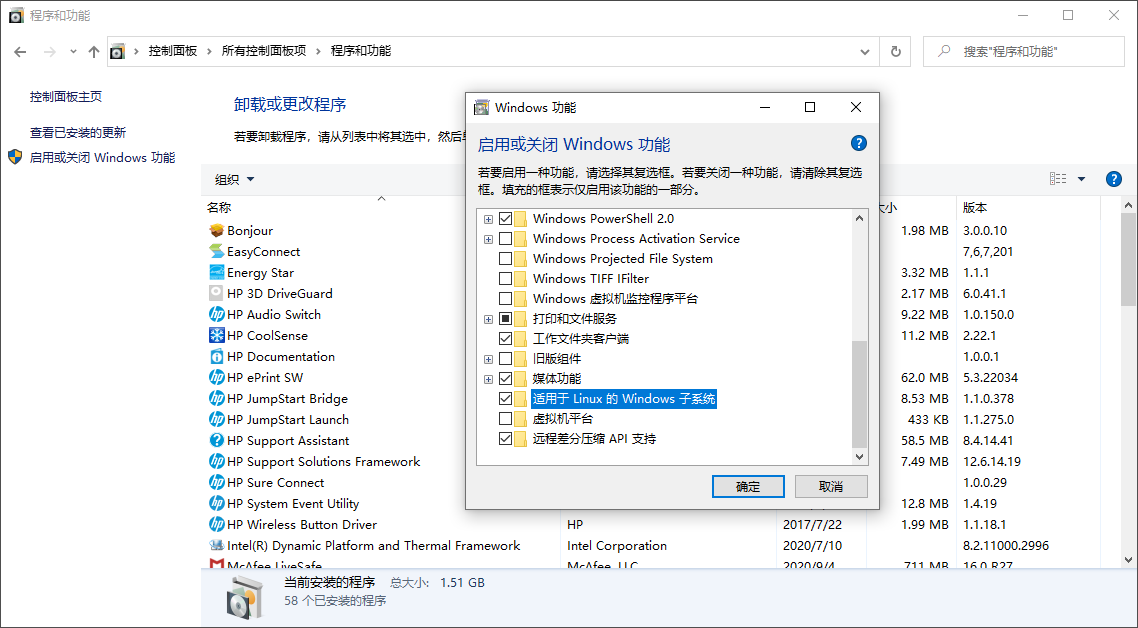 程序和功能
控制面板 › 所有控制面板项 › 程序和功能
搜索"程序和功能"
控制面板主页
查看已安装的更新
启用或关闭 Windows 功能
卸载或更改程序
若要卸载程序，请从列表中将其选中，然后
组织
名称
大小
版本
Bonjour 1.98 MB 3.0.0.10
EasyConnect 7,6,7,201
Energy Star 3.32 MB 1.1.1
HP 3D DriveGuard 2.17 MB 6.0.41.1
HP Audio Switch 9.22 MB 1.0.150.0
HP CoolSense 11.2 MB 2.22.1
HP Documentation 1.0.0.1
HP ePrint SW 62.0 MB 5.3.22034
HP JumpStart Bridge 8.53 MB 1.1.0.378
HP JumpStart Launch 433 KB 1.1.275.0
HP Support Assistant 58.5 MB 8.4.14.41
HP Support Solutions Framework 7.49 MB 12.6.14.19
HP Sure Connect 1.0.0.29
HP System Event Utility 12.8 MB 1.4.19
HP Wireless Button Driver HP 2017/7/22 1.99 MB 1.1.18.1
Intel(R) Dynamic Platform and Thermal Framework Intel Corporation 2020/7/10 8.2.11000.2996
McAfee LiveSafe McAfee, LLC 2020/9/4 711 MB 16.0 R27
当前安装的程序 总大小: 1.51 GB
58 个已安装的程序
Windows 功能
启用或关闭 Windows 功能
若要启用一种功能，请选择其复选框。若要关闭一种功能，请清除其复选
框。填充的框表示仅启用该功能的一部分。
Windows PowerShell 2.0
Windows Process Activation Service
Windows Projected File System
Windows TIFF IFilter
Windows 虚拟机监控程序平台
打印和文件服务
工作文件夹客户端
旧版组件
媒体功能
适用于 Linux 的 Windows 子系统
虚拟机平台
远程差分压缩 API 支持
确定
取消